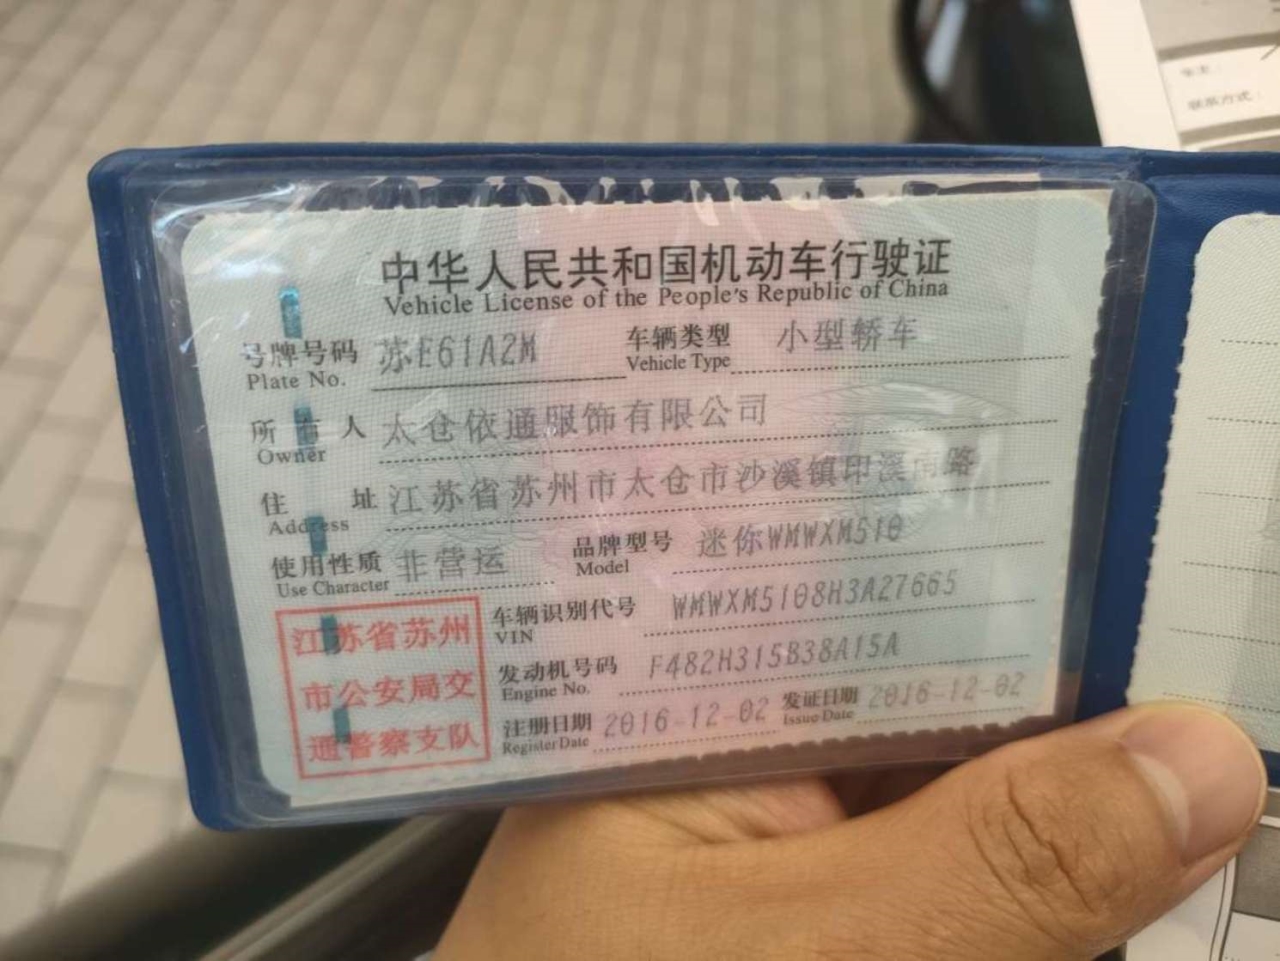 车主:
联系方式:
中华人民共和国机动车行驶证
Vehicle License of the People's Republic of China
号牌号码 苏E61A2M 车辆类型 小型轿车
Plate No. Vehicle Type
所有人 太仓依通服饰有限公司
Owner
住址 江苏省苏州市太仓市沙溪镇印溪南路
Address
使用性质 非营运 品牌型号 迷你WMWXM510
Use Character Model
江苏省苏州
市公安局交
通警察支队
车辆识别代号 WMWXM5108H3A27665
VIN
发动机号码 F482H315B38A15A
Engine No.
注册日期 2016-12-02 发证日期 2016-12-02
Register Date Issue Date